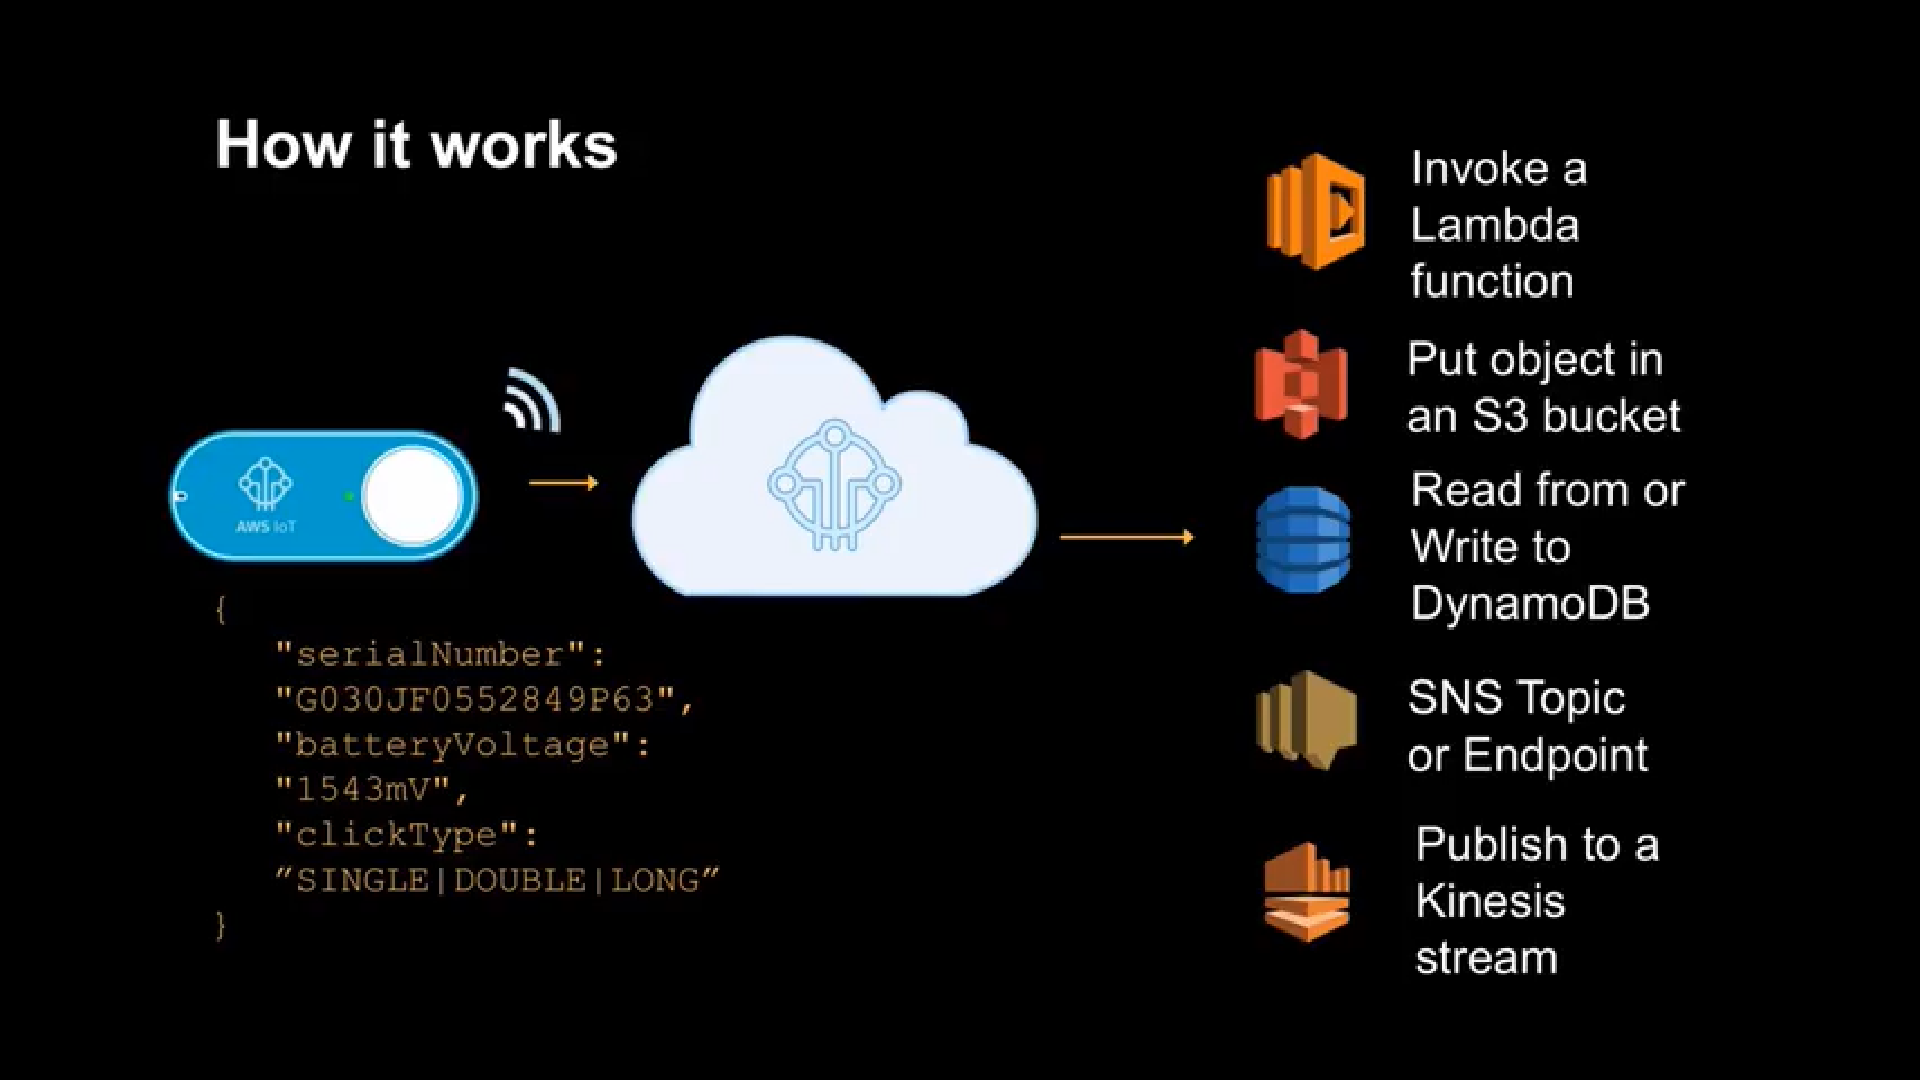 How it works
AWS IoT
{
"serialNumber":
"G030JF0552849P63",
"batteryVoltage":
"1543mV",
"clickType":
”SINGLE|DOUBLE|LONG”
}
Invoke a
Lambda
function
Put object in
an S3 bucket
Read from or
Write to
DynamoDB
SNS Topic
or Endpoint
Publish to a
Kinesis
stream